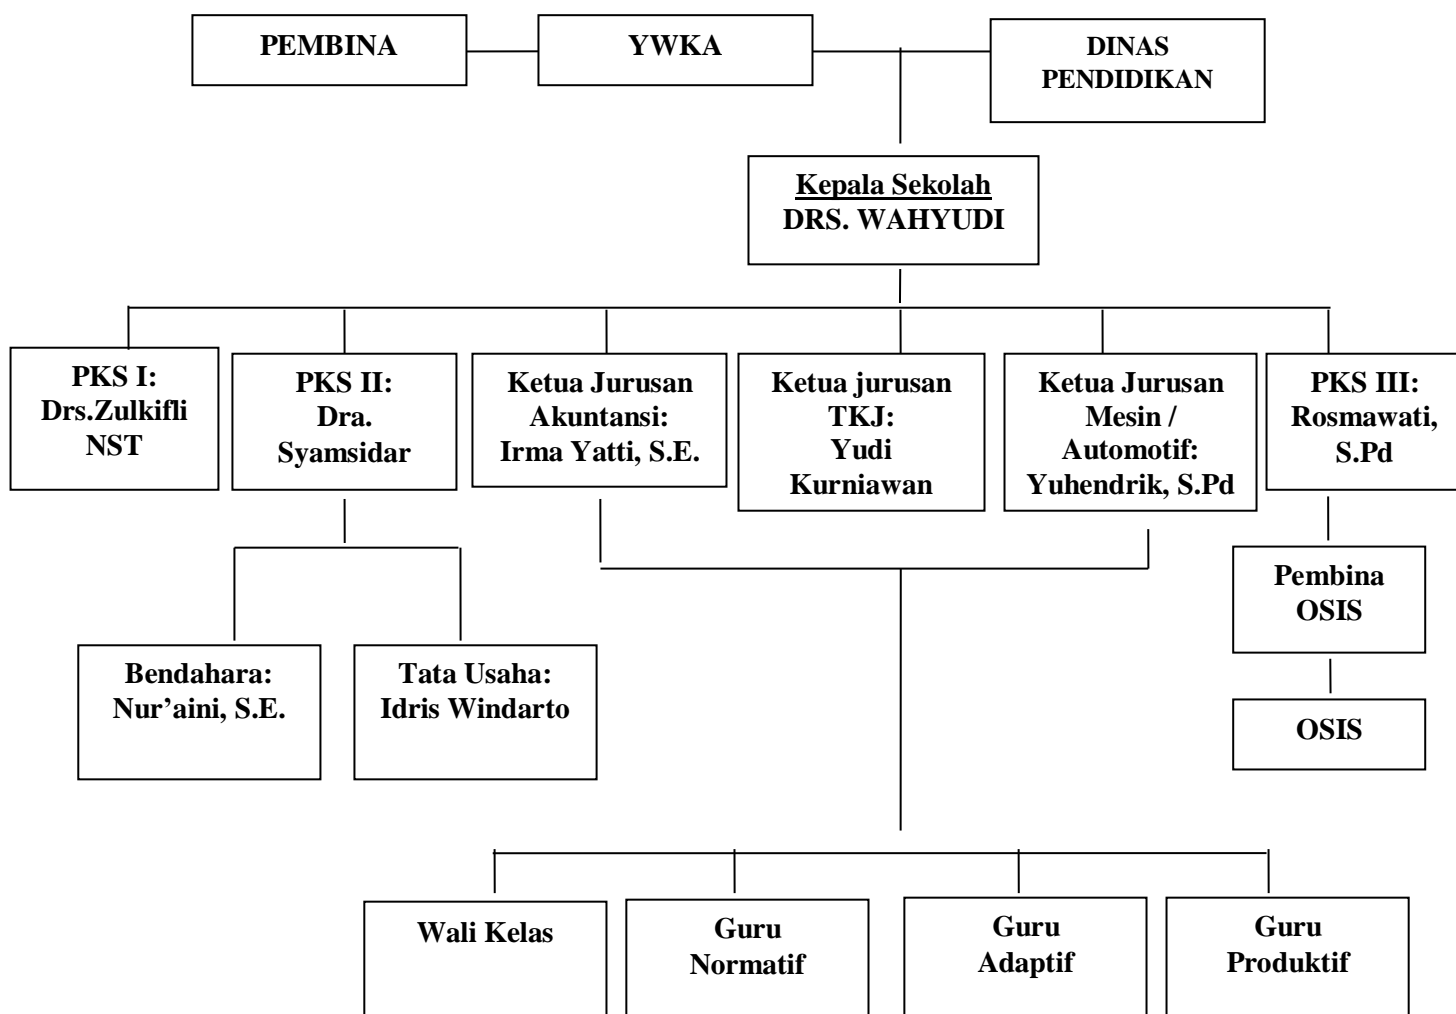 PEMBINA
YWKA
DINAS
PENDIDIKAN
Kepala Sekolah
DRS. WAHYUDI
PKS I:
Drs.Zulkifli
NST
PKS II:
Dra.
Syamsidar
Ketua Jurusan
Akuntansi:
Irma Yatti, S.E.
Ketua jurusan
TKJ:
Yudi
Kurniawan
Ketua Jurusan
Mesin /
Automotif:
Yuhendrik, S.Pd
PKS III:
Rosmawati,
S.Pd
Bendahara:
Nur’aini, S.E.
Tata Usaha:
Idris Windarto
Pembina
OSIS
OSIS
Wali Kelas
Guru
Normatif
Guru
Adaptif
Guru
Produktif